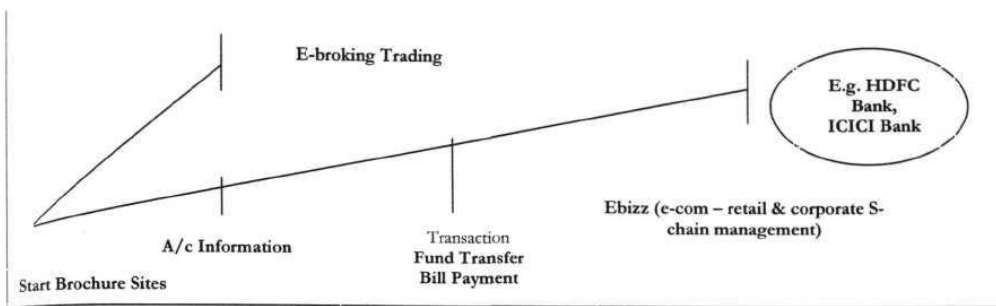 E-broking Trading
E.g. HDFC
Bank,
ICICI Bank
Ebizz (e-com – retail & corporate S-
chain management)
A/c Information
Transaction
Fund Transfer
Bill Payment
Start Brochure Sites